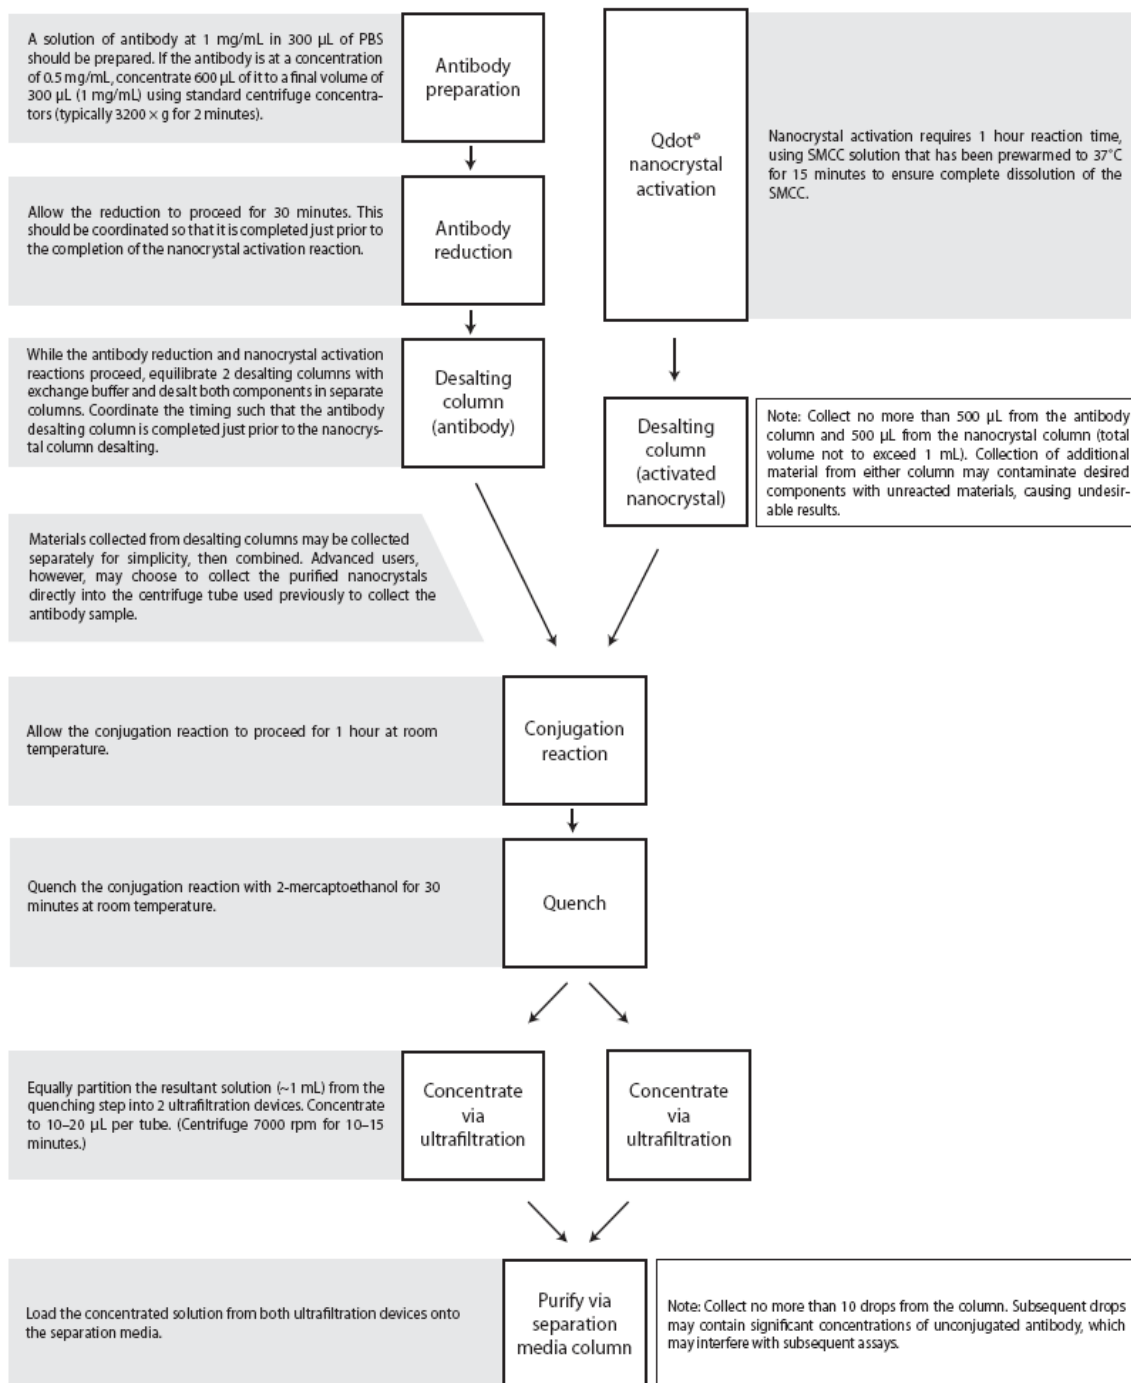 A solution of antibody at 1 mg/mL in 300 µL of PBS
should be prepared. If the antibody is at a concentration
of 0.5 mg/mL, concentrate 600 µL of it to a final volume of
300 µL (1 mg/mL) using standard centrifuge concentra-
tors (typically 3200 × g for 2 minutes).
Antibody
preparation
Qdot®
nanocrystal
activation
Nanocrystal activation requires 1 hour reaction time,
using SMCC solution that has been prewarmed to 37°C
for 15 minutes to ensure complete dissolution of the
SMCC.
Allow the reduction to proceed for 30 minutes. This
should be coordinated so that it is completed just prior to
the completion of the nanocrystal activation reaction.
Antibody
reduction
While the antibody reduction and nanocrystal activation
reactions proceed, equilibrate 2 desalting columns with
exchange buffer and desalt both components in separate
columns. Coordinate the timing such that the antibody
desalting column is completed just prior to the nanocrys-
tal column desalting.
Desalting
column
(antibody)
Desalting
column
(activated
nanocrystal)
Note: Collect no more than 500 µL from the antibody
column and 500 µL from the nanocrystal column (total
volume not to exceed 1 mL). Collection of additional
material from either column may contaminate desired
components with unreacted materials, causing undesir-
able results.
Materials collected from desalting columns may be collected
separately for simplicity, then combined. Advanced users,
however, may choose to collect the purified nanocrystals
directly into the centrifuge tube used previously to collect the
antibody sample.
Allow the conjugation reaction to proceed for 1 hour at room
temperature.
Conjugation
reaction
Quench the conjugation reaction with 2-mercaptoethanol for 30
minutes at room temperature.
Quench
Equally partition the resultant solution (~1 mL) from the
quenching step into 2 ultrafiltration devices. Concentrate
to 10–20 µL per tube. (Centrifuge 7000 rpm for 10–15
minutes.)
Concentrate
via
ultrafiltration
Concentrate
via
ultrafiltration
Load the concentrated solution from both ultrafiltration devices onto
the separation media.
Purify via
separation
media column
Note: Collect no more than 10 drops from the column. Subsequent drops
may contain significant concentrations of unconjugated antibody, which
may interfere with subsequent assays.